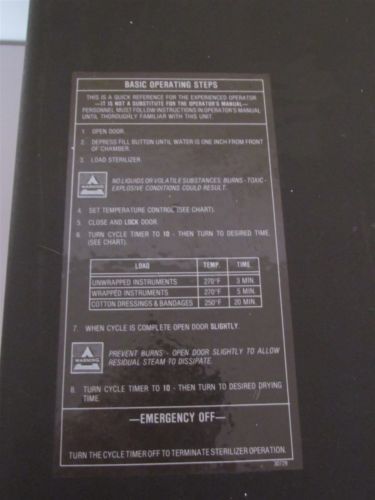 BASIC OPERATING STEPS
THIS IS A QUICK REFERENCE FOR THE EXPERIENCED OPERATOR
—IT IS NOT A SUBSTITUTE FOR THE OPERATOR'S MANUAL—
PERSONNEL MUST FOLLOW INSTRUCTIONS IN OPERATOR'S MANUAL
UNTIL THOROUGHLY FAMILIAR WITH THIS UNIT.
1. OPEN DOOR.
2. DEPRESS FILL BUTTON UNTIL WATER IS ONE INCH FROM FRONT
OF CHAMBER.
3. LOAD STERILIZER.
WARNING
NO LIQUIDS OR VOLATILE SUBSTANCES: BURNS - TOXIC -
EXPLOSIVE CONDITIONS COULD RESULT.
4. SET TEMPERATURE CONTROL (SEE CHART).
5. CLOSE AND LOCK DOOR.
6. TURN CYCLE TIMER TO 10 - THEN TURN TO DESIRED TIME.
(SEE CHART).
LOAD TEMP. TIME
UNWRAPPED INSTRUMENTS 270°F 3 MIN.
WRAPPED INSTRUMENTS 270°F 5 MIN.
COTTON DRESSINGS & BANDAGES 250°F 20 MIN.
7. WHEN CYCLE IS COMPLETE OPEN DOOR SLIGHTLY.
WARNING
PREVENT BURNS - OPEN DOOR SLIGHTLY TO ALLOW
RESIDUAL STEAM TO DISSIPATE.
8. TURN CYCLE TIMER TO 10 - THEN TURN TO DESIRED DRYING
TIME.
—EMERGENCY OFF—
TURN THE CYCLE TIMER OFF TO TERMINATE STERILIZER OPERATION.